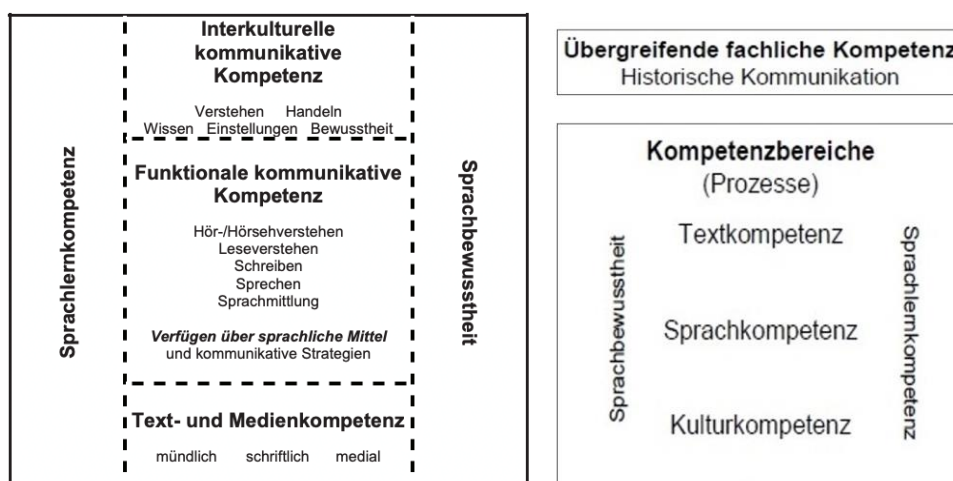 Sprachlernkompetenz
Interkulturelle
kommunikative
Kompetenz
Verstehen Handeln
Wissen Einstellungen Bewusstheit
Funktionale kommunikative
Kompetenz
Hör-/Hörsehverstehen
Leseverstehen
Schreiben
Sprechen
Sprachmittlung
Verfügen über sprachliche Mittel
und kommunikative Strategien
Text- und Medienkompetenz
mündlich schriftlich medial
Sprachbewusstheit
Übergreifende fachliche Kompetenz
Historische Kommunikation
Kompetenzbereiche
(Prozesse)
Sprachbewusstheit
Textkompetenz
Sprachkompetenz
Kulturkompetenz
Sprachlernkompetenz